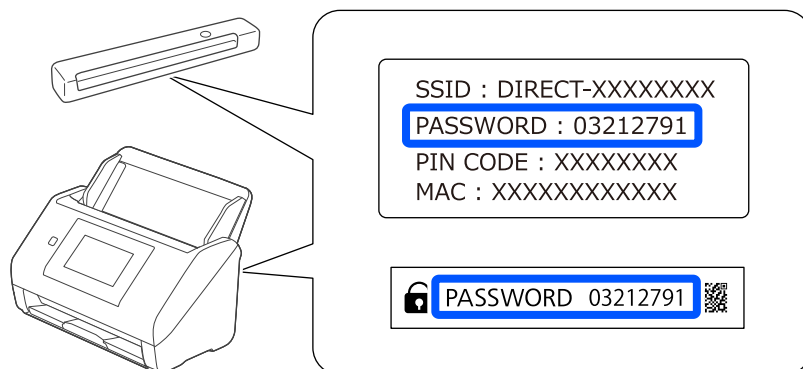 SSID : DIRECT-XXXXXXXX
PASSWORD : 03212791
PIN CODE : XXXXXXXX
MAC : XXXXXXXXXXXX
PASSWORD 03212791